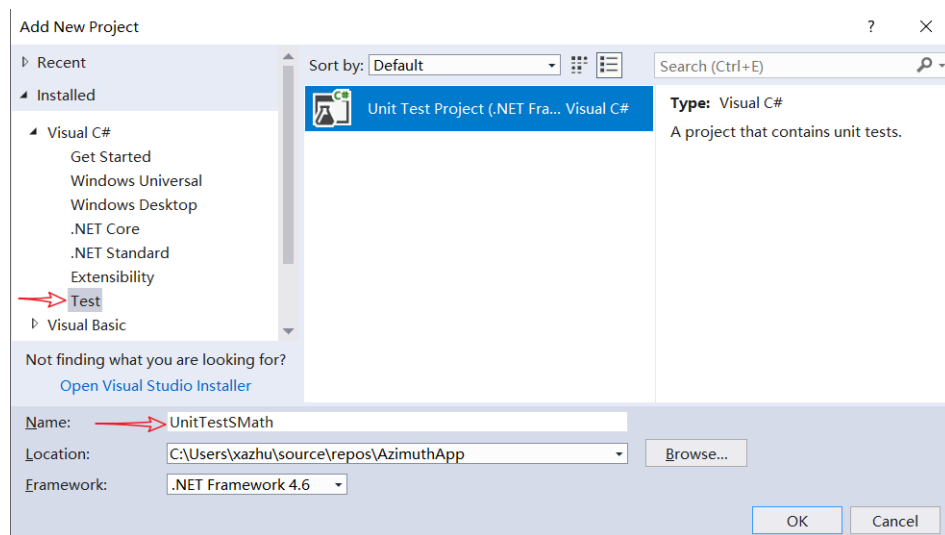 Add New Project
?
Recent
Installed
Visual C#
Get Started
Windows Universal
Windows Desktop
.NET Core
.NET Standard
Extensibility
Test
Visual Basic
Not finding what you are looking for?
Open Visual Studio Installer
Sort by: Default
C#
Unit Test Project (.NET Fra... Visual C#
Search (Ctrl+E)
Type: Visual C#
A project that contains unit tests.
Name: UnitTestSMath
Location: C:\Users\xazhu\source\repos\AzimuthApp
Browse...
Framework: .NET Framework 4.6
OK Cancel